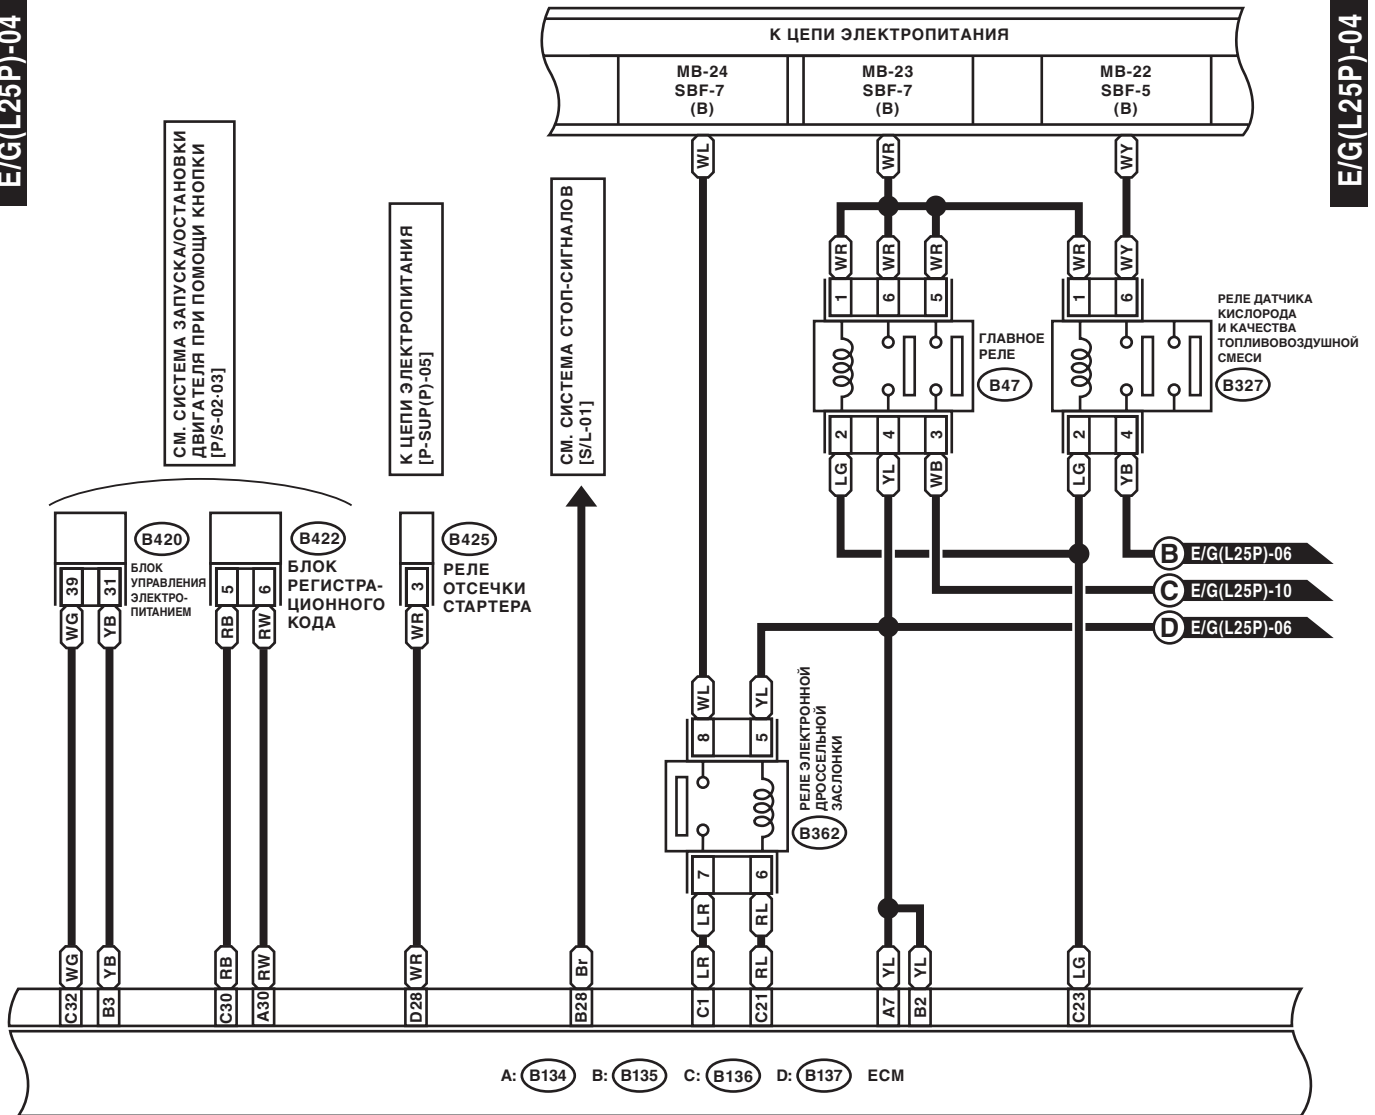 E/G(L25P)-04
E/G(L25P)-04
К ЦЕПИ ЭЛЕКТРОПИТАНИЯ
MB-24
SBF-7
(B)
MB-23
SBF-7
(B)
MB-22
SBF-5
(B)
WL
WR
WY
СМ. СИСТЕМА ЗАПУСКА/ОСТАНОВКИ
ДВИГАТЕЛЯ ПРИ ПОМОЩИ КНОПКИ
[P/S-02-03]
К ЦЕПИ ЭЛЕКТРОПИТАНИЯ
[P-SUP(P)-05]
СМ. СИСТЕМА СТОП-СИГНАЛОВ
[S/L-01]
WR
WR
WR
WR
WY
1
6
5
1
6
ГЛАВНОЕ
РЕЛЕ
B47
РЕЛЕ ДАТЧИКА
КИСЛОРОДА
И КАЧЕСТВА
ТОПЛИВОВОЗДУШНОЙ
СМЕСИ
B327
2
4
3
2
4
LG
YL
WB
LG
YB
B420
БЛОК
УПРАВЛЕНИЯ
ЭЛЕКТРО-
ПИТАНИЕМ
B422
БЛОК
РЕГИСТРА-
ЦИОННОГО
КОДА
B425
РЕЛЕ
ОТСЕЧКИ
СТАРТЕРА
39
31
5
6
3
WG
YB
RB
RW
WR
B E/G(L25P)-06
C E/G(L25P)-10
D E/G(L25P)-06
WL
YL
8
5
РЕЛЕ ЭЛЕКТРОННОЙ
ДРОССЕЛЬНОЙ
ЗАСЛОНКИ
B362
7
6
LR
RL
WG
YB
RB
RW
WR
Br
LR
RL
YL
YL
LG
C32
B3
C30
A30
D28
B28
C1
C21
A7
B2
C23
A: B134 B: B135 C: B136 D: B137 ECM